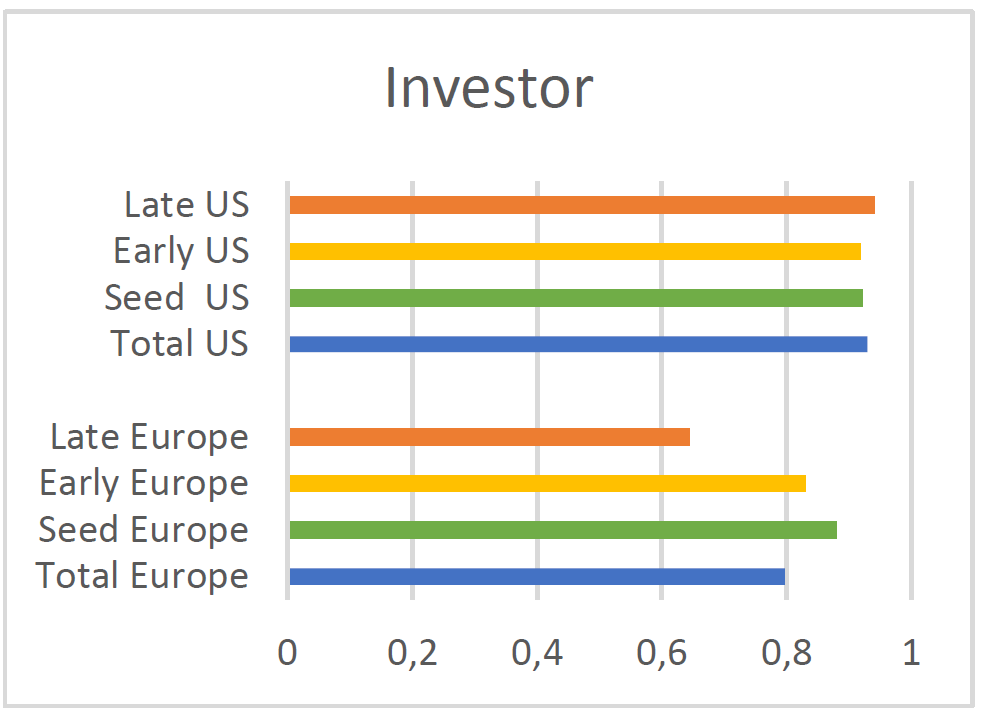 Investor
Late US
Early US
Seed  US
Total US
Late Europe
Early Europe
Seed Europe
Total Europe
0 0,2 0,4 0,6 0,8 1